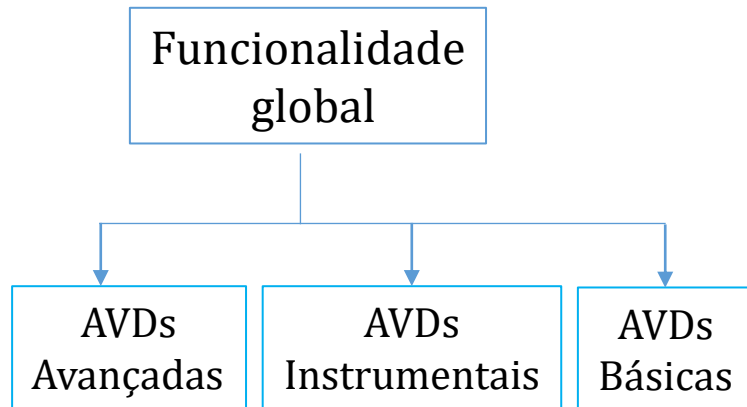 Funcionalidade
global
AVDs
Avançadas
AVDs
Instrumentais
AVDs
Básicas